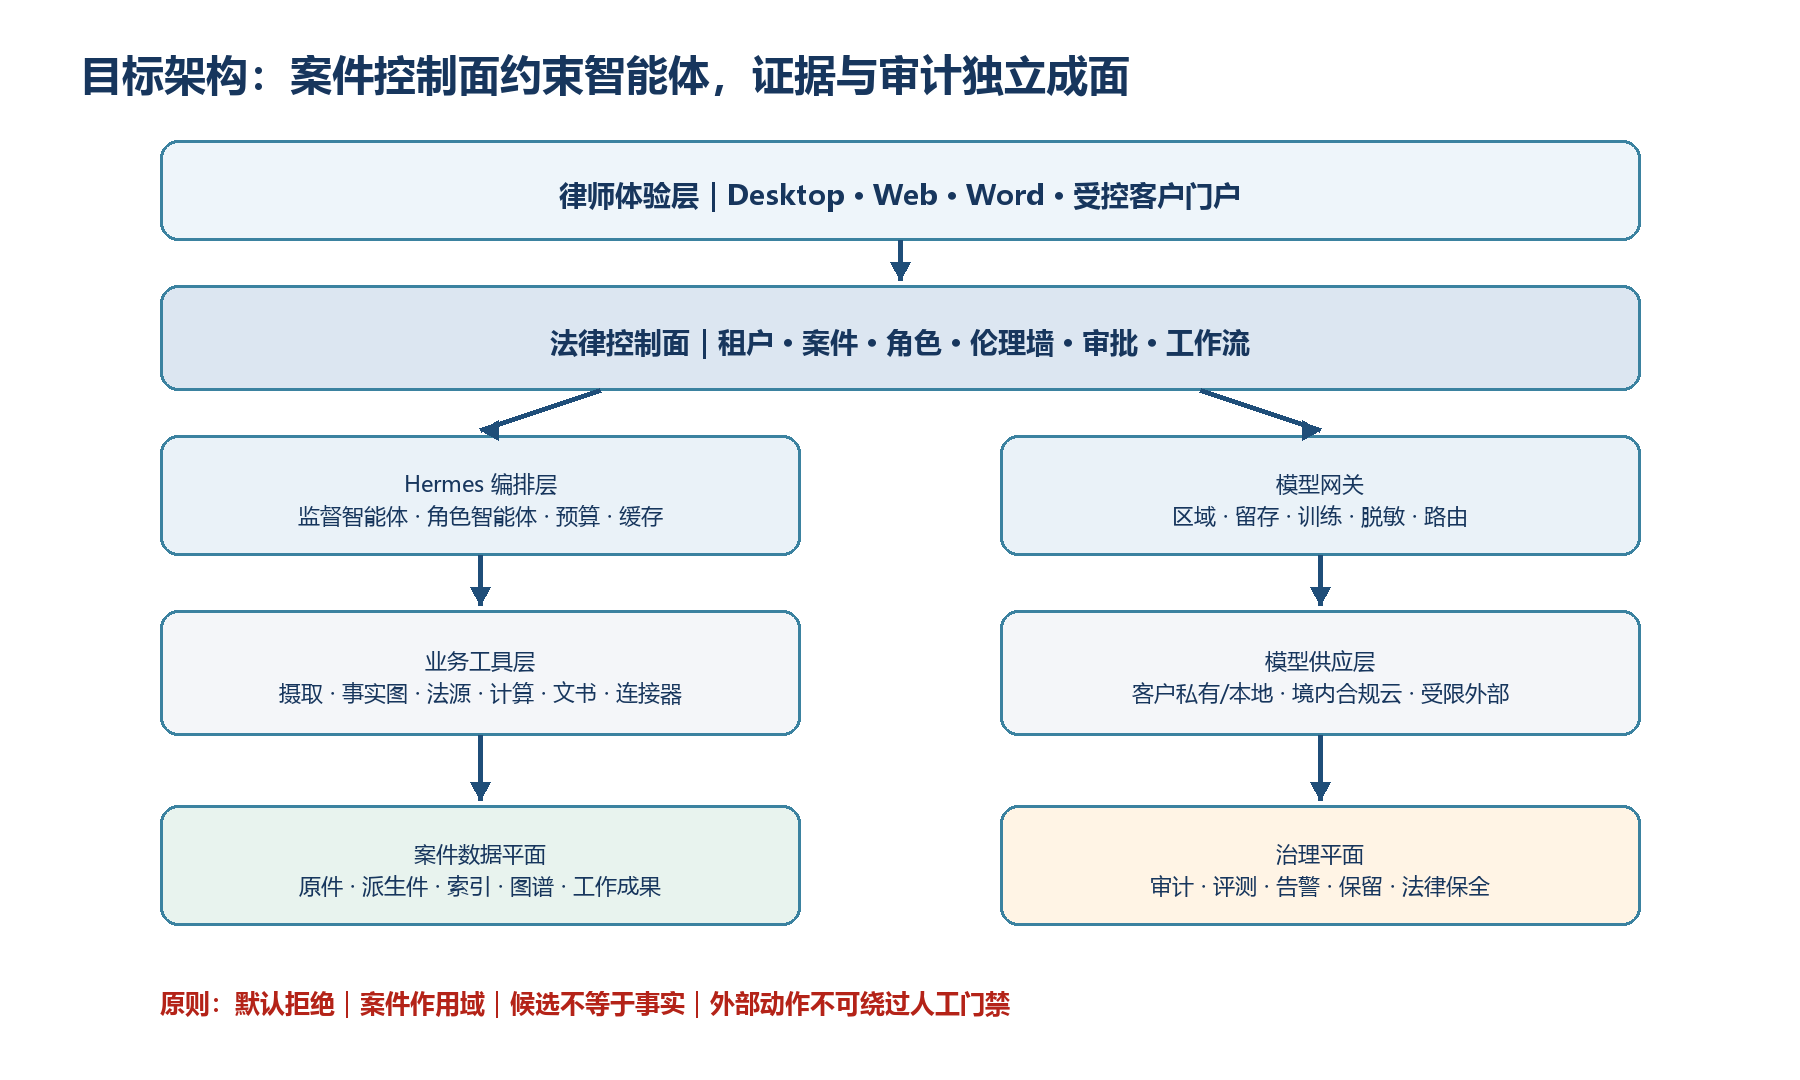 目标架构：案件控制面约束智能体，证据与审计独立成面
律师体验层｜Desktop • Web • Word • 受控客户门户
法律控制面｜租户 • 案件 • 角色 • 伦理墙 • 审批 • 工作流
Hermes 编排层
监督智能体 · 角色智能体 · 预算 · 缓存
模型网关
区域 · 留存 · 训练 · 脱敏 · 路由
业务工具层
摄取 · 事实图 · 法源 · 计算 · 文书 · 连接器
模型供应层
客户私有/本地 · 境内合规云 · 受限外部
案件数据平面
原件 · 派生件 · 索引 · 图谱 · 工作成果
治理平面
审计 · 评测 · 告警 · 保留 · 法律保全
原则：默认拒绝｜案件作用域｜候选不等于事实｜外部动作不可绕过人工门禁